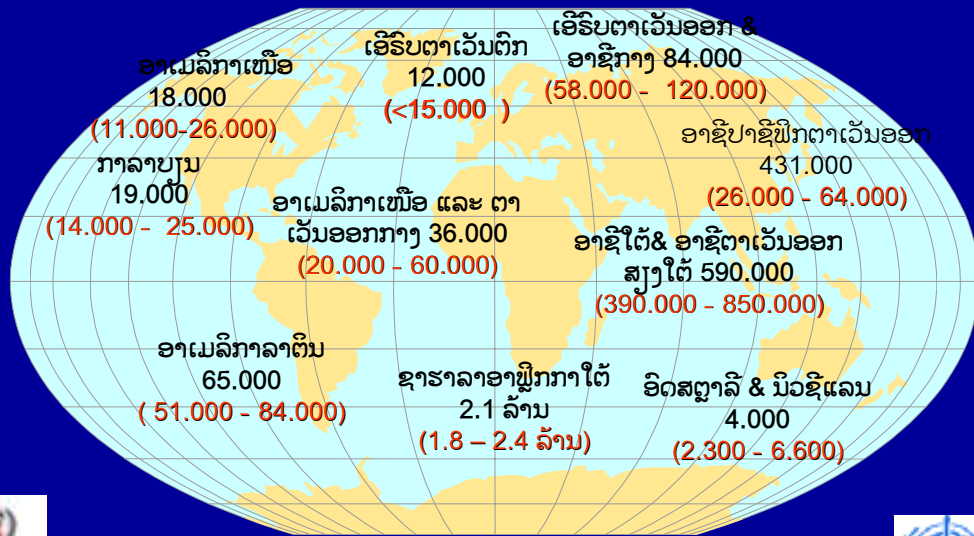 ອາເມລິກາເໜືອ
18.000
(11.000-26.000)
ເອີຣົບຕາເວັນຕົກ
12.000
(<15.000 )
ເອີຣົບຕາເວັນອອກ &
ອາຊີກາງ 84.000
(58.000 - 120.000)
ກາລາບຽນ
19.000
(14.000 - 25.000)
ອາເມລິກາເໜືອ ແລະ ຕາ
ເວັນອອກກາງ 36.000
(20.000 - 60.000)
ອາຊີປາຊີຟິກຕາເວັນອອກ
431.000
(26.000 - 64.000)
ອາຊີໃຕ້& ອາຊີຕາເວັນອອກ
ສຽງໃຕ້ 590.000
(390.000 - 850.000)
ອາເມລິກາລາຕິນ
65.000
( 51.000 - 84.000)
ຊາຮາລາອາຟຼິກກາໃຕ້
2.1 ລ້ານ
(1.8 – 2.4 ລ້ານ)
ອົດສຕຼາລີ & ນິວຊີແລນ
4.000
(2.300 - 6.600)